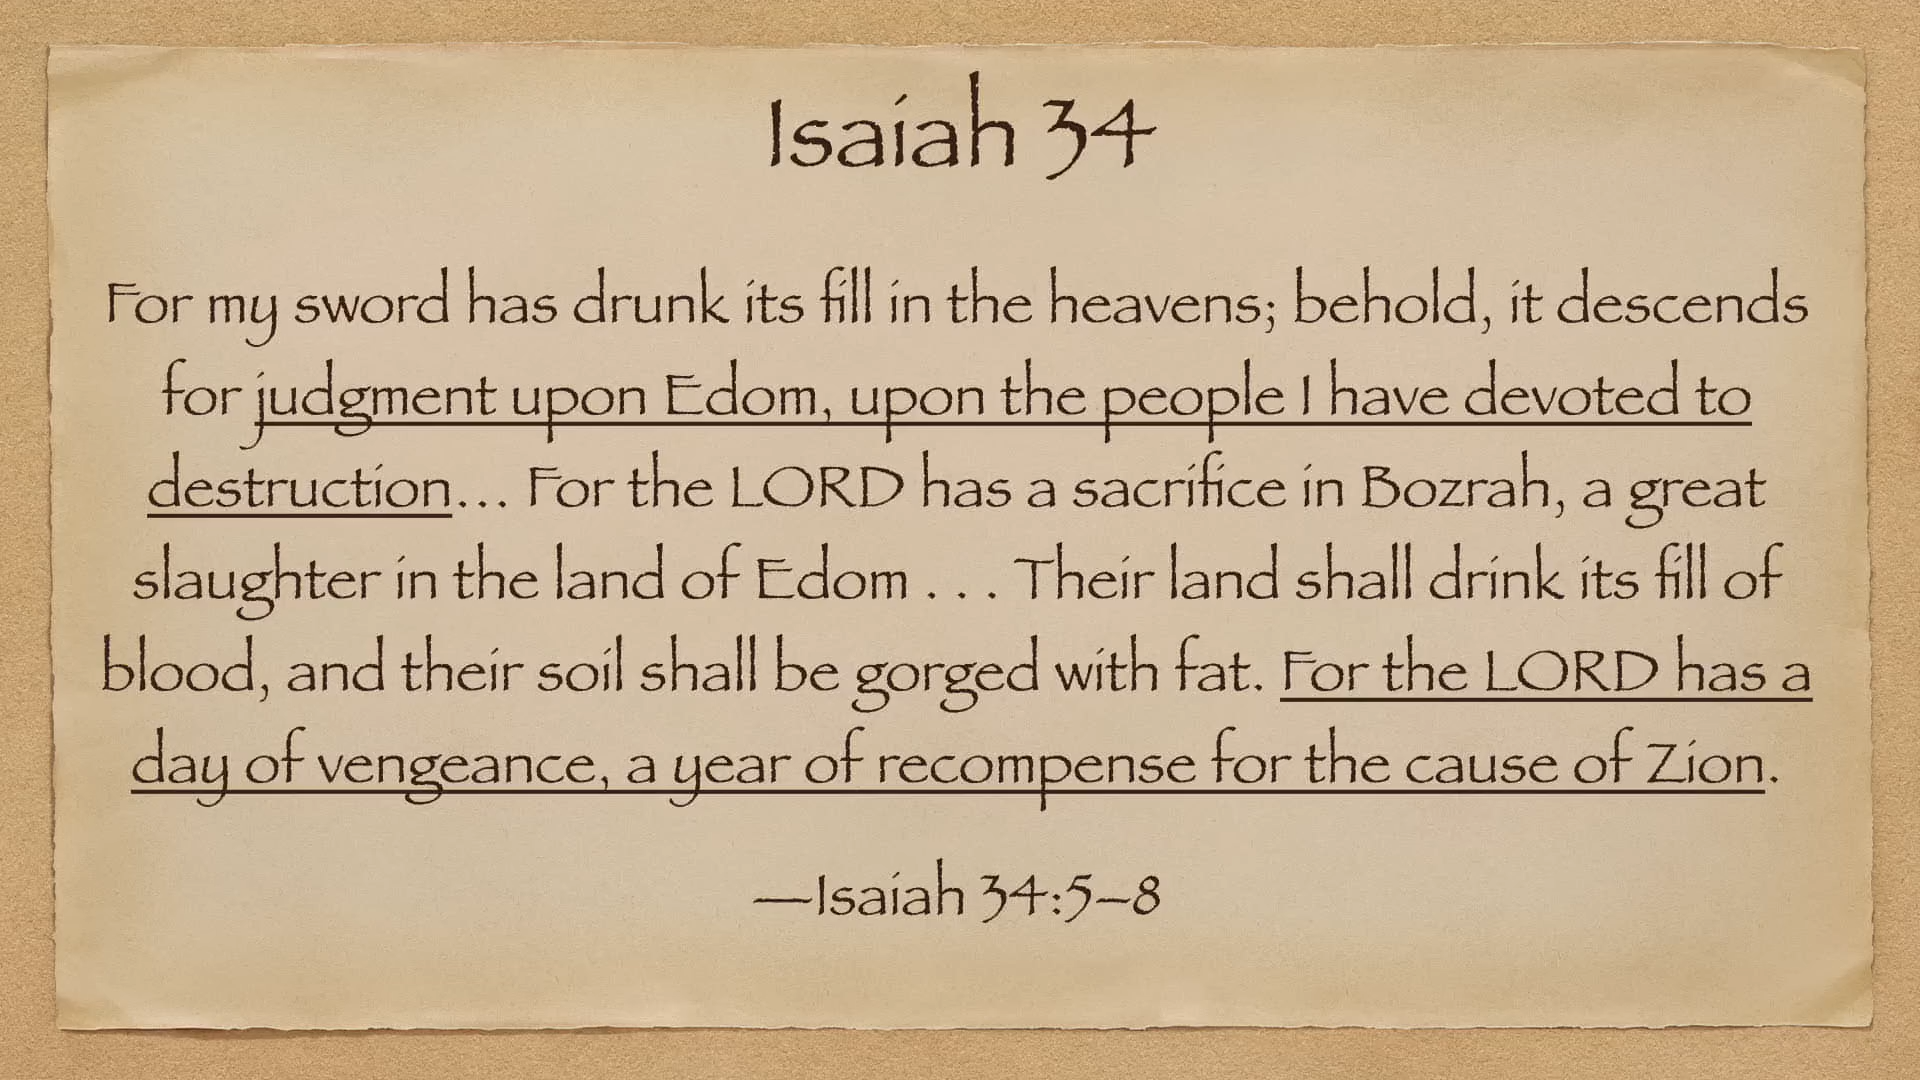 Isaiah 34
For my sword has drunk its fill in the heavens; behold, it descends
for judgment upon Edom, upon the people I have devoted to
destruction… For the LORD has a sacrifice in Bozrah, a great
slaughter in the land of Edom . . . Their land shall drink its fill of
blood, and their soil shall be gorged with fat. For the LORD has a
day of vengeance, a year of recompense for the cause of Zion.
—Isaiah 34:5–8